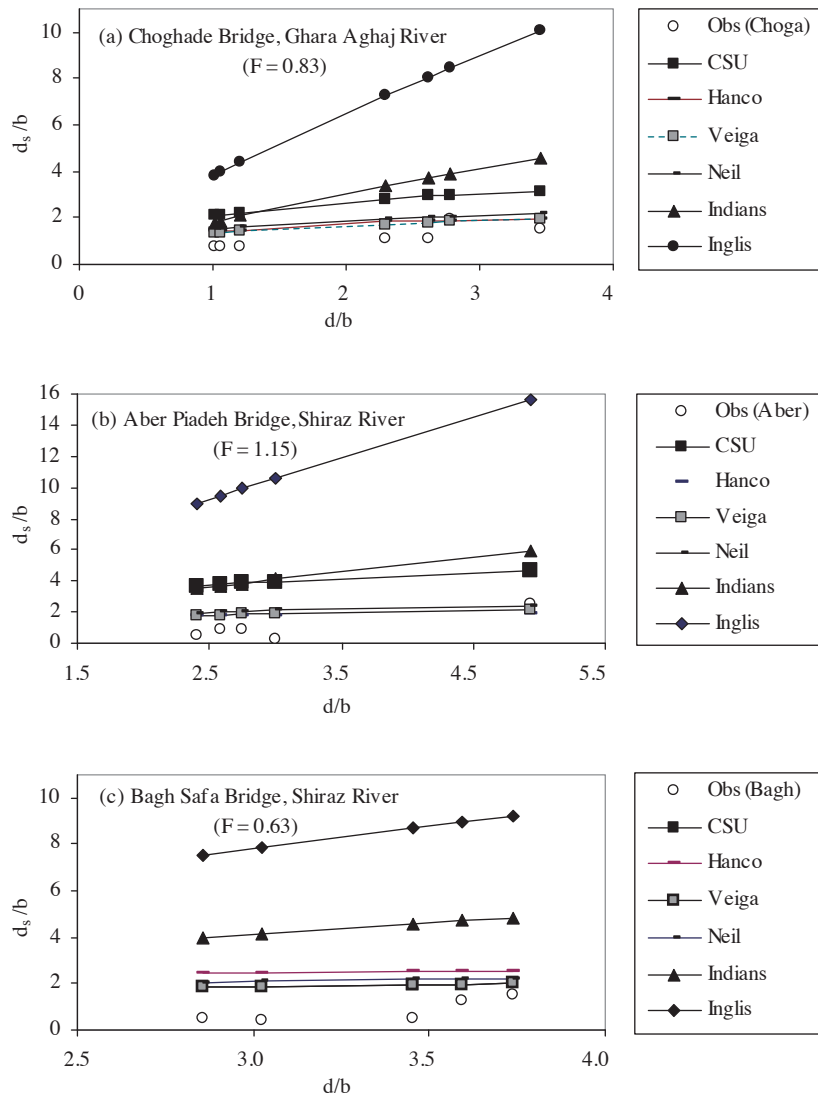 (a) Choghade Bridge, Ghara Aghaj River
(F = 0.83)
ds/b
10
8
6
4
2
0
0 1 2 3 4
d/b
Obs (Choga)
CSU
Hanco
Veiga
Neil
Indians
Inglis
(b) Aber Piadeh Bridge, Shiraz River
(F = 1.15)
ds/b
16
14
12
10
8
6
4
2
0
1.5 2.5 3.5 4.5 5.5
d/b
Obs (Aber)
CSU
Hanco
Veiga
Neil
Indians
Inglis
(c) Bagh Safa Bridge, Shiraz River
(F = 0.63)
ds/b
10
8
6
4
2
0
2.5 3.0 3.5 4.0
d/b
Obs (Bagh)
CSU
Hanco
Veiga
Neil
Indians
Inglis